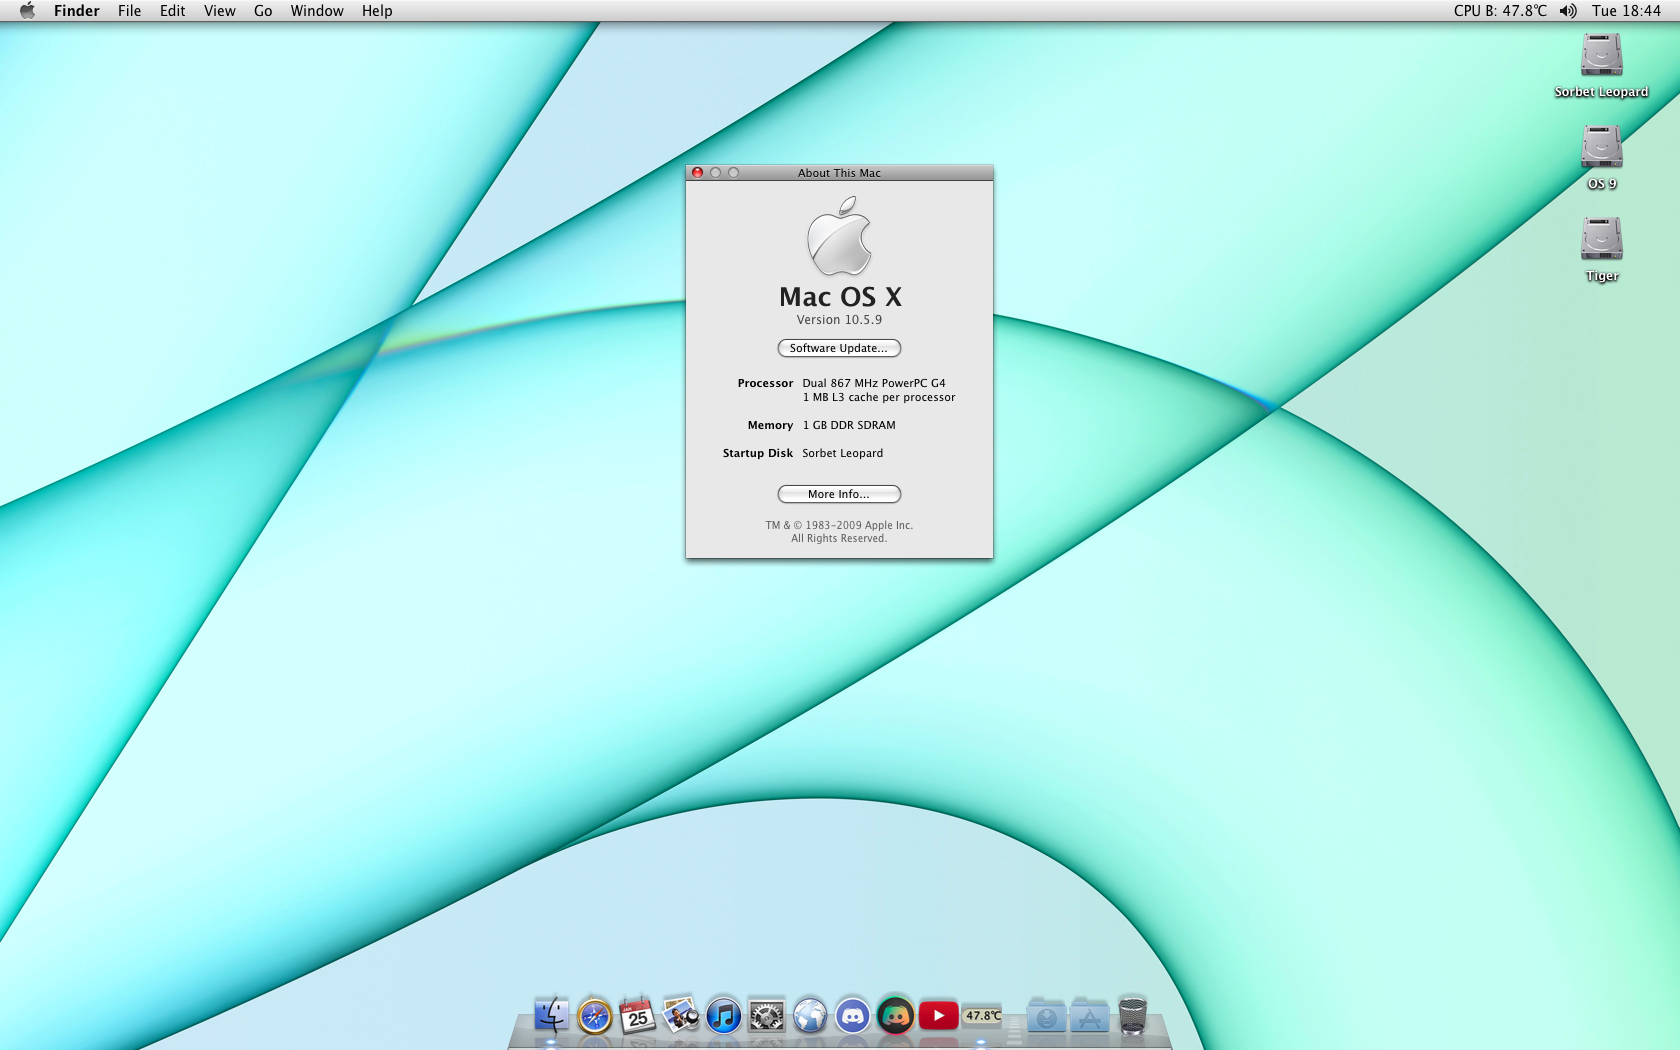 Finder File Edit View Go Window Help CPU B: 47.8°C Tue 18:44
Sorbet Leopard
OS 9
Tiger
About This Mac
Mac OS X
Version 10.5.9
Software Update...
Processor Dual 867 MHz PowerPC G4
1 MB L3 cache per processor
Memory 1 GB DDR SDRAM
Startup Disk Sorbet Leopard
More Info...
TM & © 1983-2009 Apple Inc.
All Rights Reserved.
JAN
25
47.8°C